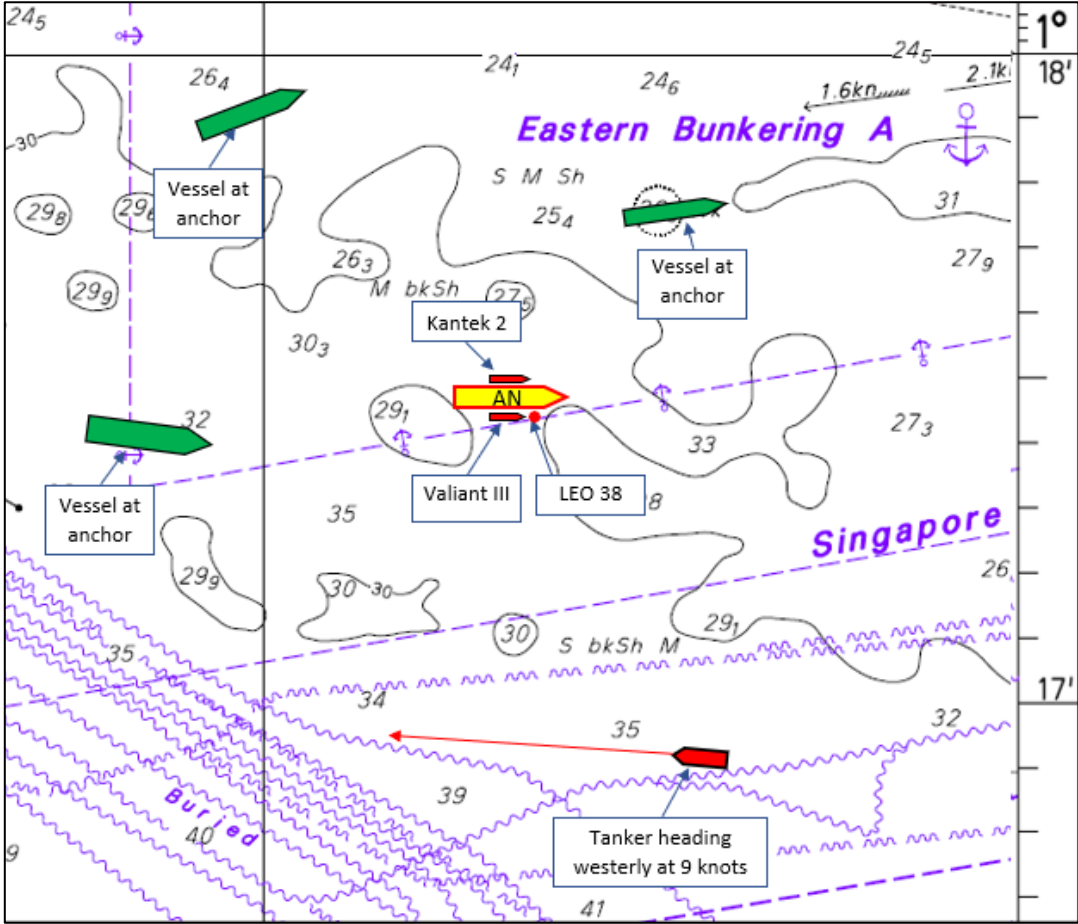 24₅
1°
18'
24₁
24₅
26₄
24₆
2.1k
1.6kn
Eastern Bunkering A
30
S M Sh
Vessel at
anchor
31
29₈
25₄
27₉
26₃
Vessel at
anchor
29₉
M bkSh
27₅
Kantek 2
30₃
AN
29₁
32
27₃
33
Valiant III
LEO 38
Vessel at
anchor
35
8
Singapore
29₉
30
30
26
29₁
30
S bkSh M
35
17'
34
35
32
39
Buried
40
Tanker heading
westerly at 9 knots
9
41